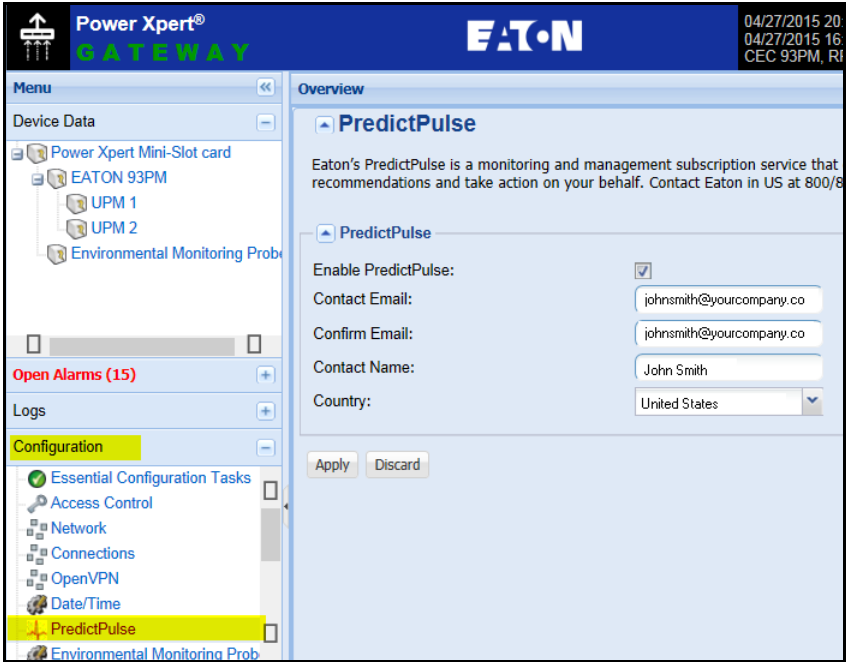 Power Xpert®
GATEWAY
EATON
04/27/2015 20:
04/27/2015 16:
CEC 93PM,
Menu
Device Data
Power Xpert Mini-Slot card
EATON 93PM
UPM 1
UPM 2
Environmental Monitoring Probe
Open Alarms (15)
Logs
Configuration
Essential Configuration Tasks
Access Control
Network
Connections
OpenVPN
Date/Time
PredictPulse
Environmental Monitoring Prob
Overview
PredictPulse
Eaton's PredictPulse is a monitoring and management subscription service that
recommendations and take action on your behalf. Contact Eaton in US at 800/8
PredictPulse
Enable PredictPulse:
Contact Email: johnsmith@yourcompany.co
Confirm Email: johnsmith@yourcompany.co
Contact Name: John Smith
Country: United States
Apply Discard